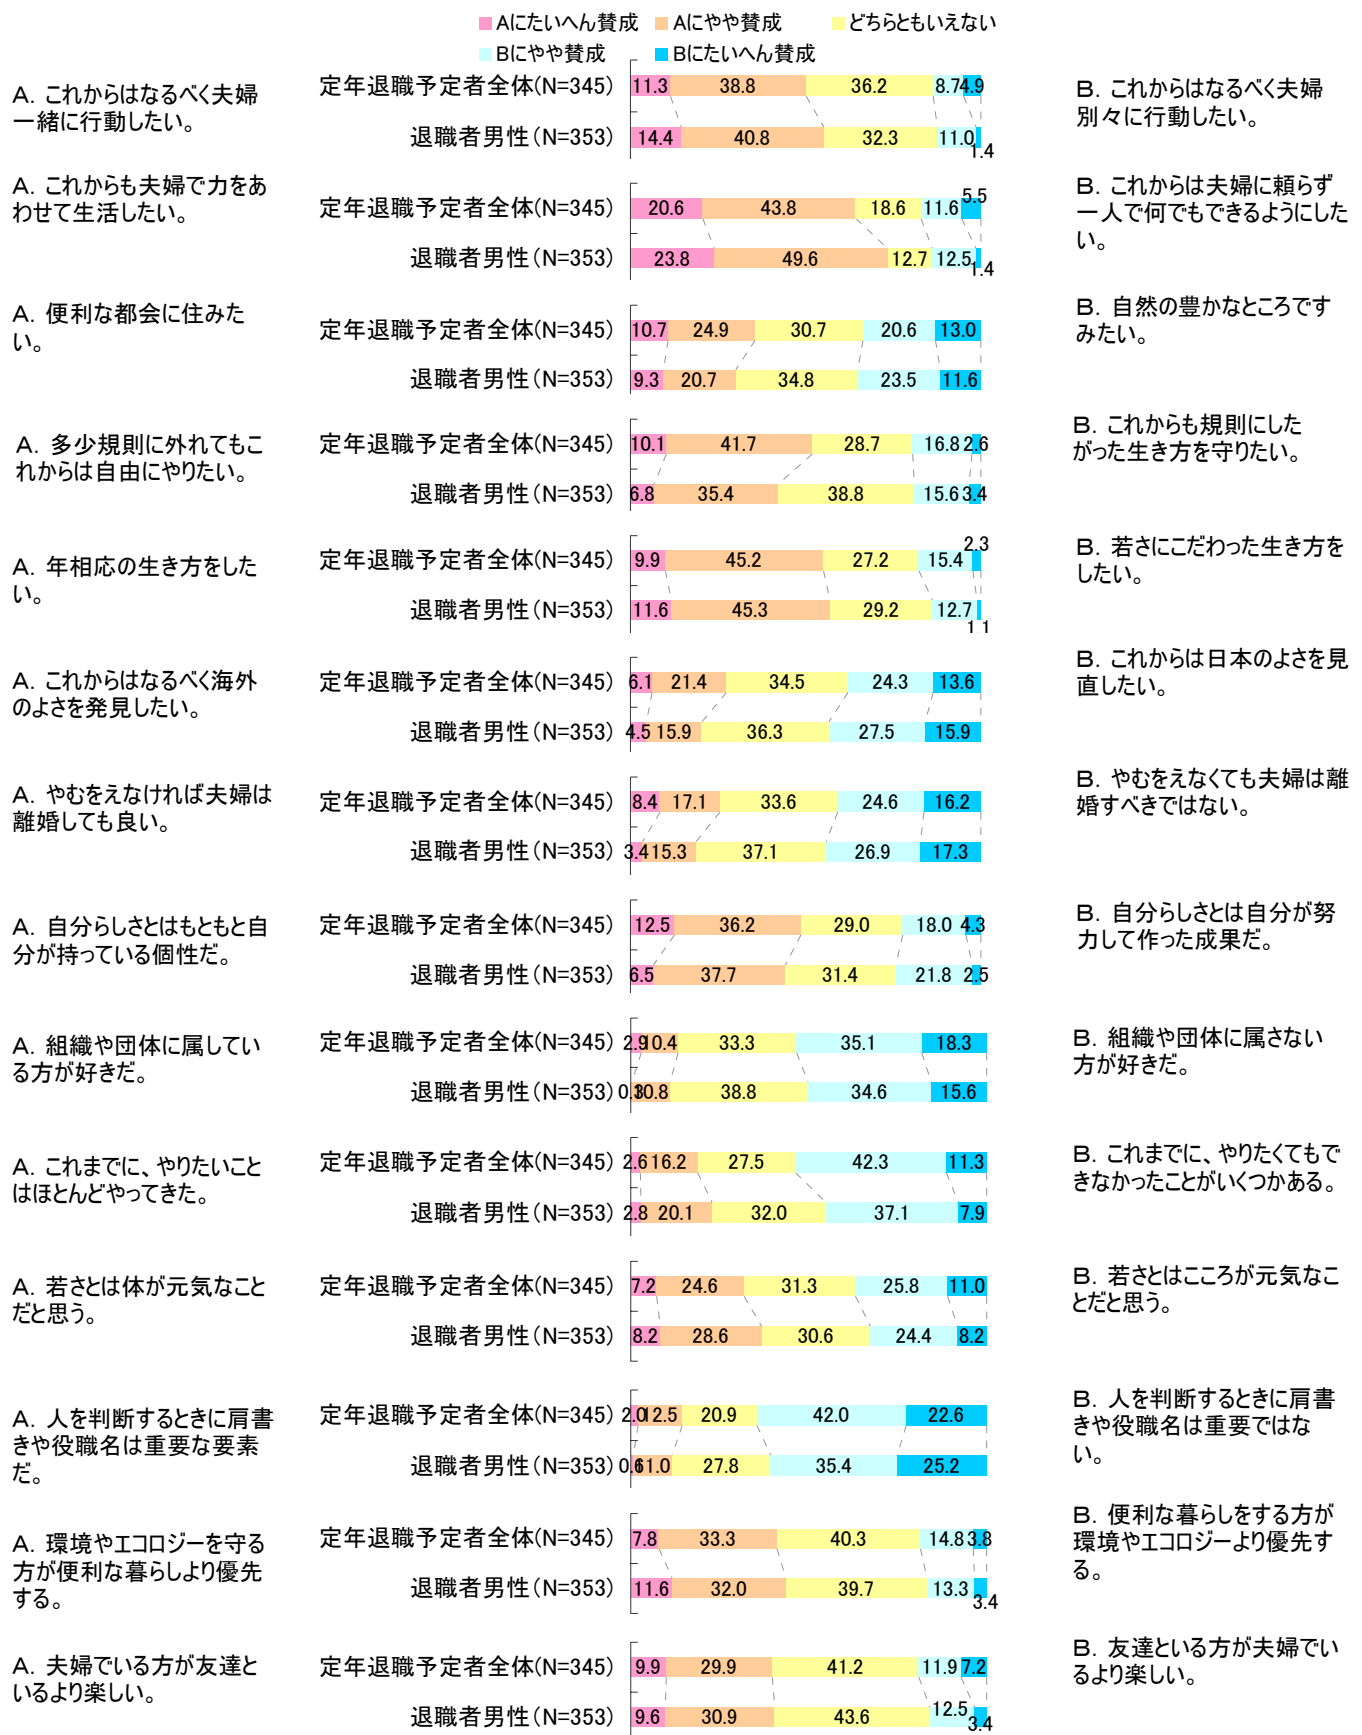 Aにたいへん賛成 Aにやや賛成 どちらともいえない
Bにやや賛成 Bにたいへん賛成
A. これからはなるべく夫婦
一緒に行動したい。
定年退職予定者全体(N=345) 11.3 38.8 36.2 8.7 4.9
退職者男性(N=353) 14.4 40.8 32.3 11.0 1.4
B. これからはなるべく夫婦
別々に行動したい。
A. これからも夫婦で力をあ
わせて生活したい。
定年退職予定者全体(N=345) 20.6 43.8 18.6 11.6 5.5
退職者男性(N=353) 23.8 49.6 12.7 12.5 1.4
B. これからは夫婦に頼らず
一人で何でもできるようにした
い。
A. 便利な都会に住みた
い。
定年退職予定者全体(N=345) 10.7 24.9 30.7 20.6 13.0
退職者男性(N=353) 9.3 20.7 34.8 23.5 11.6
B. 自然の豊かなところです
みたい。
A. 多少規則に外れてもこ
れからは自由にやりたい。
定年退職予定者全体(N=345) 10.1 41.7 28.7 16.8 2.6
退職者男性(N=353) 6.8 35.4 38.8 15.6 3.4
B. これからも規則にした
がった生き方を守りたい。
A. 年相応の生き方をした
い。
定年退職予定者全体(N=345) 9.9 45.2 27.2 15.4 2.3
退職者男性(N=353) 11.6 45.3 29.2 12.7 1.1
B. 若さにこだわった生き方を
したい。
A. これからはなるべく海外
のよさを発見したい。
定年退職予定者全体(N=345) 6.1 21.4 34.5 24.3 13.6
退職者男性(N=353) 4.5 15.9 36.3 27.5 15.9
B. これからは日本のよさを見
直したい。
A. やむをえなければ夫婦は
離婚しても良い。
定年退職予定者全体(N=345) 8.4 17.1 33.6 24.6 16.2
退職者男性(N=353) 3.4 15.3 37.1 26.9 17.3
B. やむをえなくても夫婦は離
婚すべきではない。
A. 自分らしさとはもともと自
分が持っている個性だ。
定年退職予定者全体(N=345) 12.5 36.2 29.0 18.0 4.3
退職者男性(N=353) 6.5 37.7 31.4 21.8 2.5
B. 自分らしさとは自分が努
力して作った成果だ。
A. 組織や団体に属してい
る方が好きだ。
定年退職予定者全体(N=345) 2.9 10.4 33.3 35.1 18.3
退職者男性(N=353) 0.3 10.8 38.8 34.6 15.6
B. 組織や団体に属さない
方が好きだ。
A. これまでに、やりたいこと
はほとんどやってきた。
定年退職予定者全体(N=345) 2.6 16.2 27.5 42.3 11.3
退職者男性(N=353) 2.8 20.1 32.0 37.1 7.9
B. これまでに、やりたくてもで
きなかったことがいくつかある。
A. 若さとは体が元気なこと
だと思う。
定年退職予定者全体(N=345) 7.2 24.6 31.3 25.8 11.0
退職者男性(N=353) 8.2 28.6 30.6 24.4 8.2
B. 若さとはこころが元気なこ
とだと思う。
A. 人を判断するときに肩書
きや役職名は重要な要素
だ。
定年退職予定者全体(N=345) 2.0 12.5 20.9 42.0 22.6
退職者男性(N=353) 0.6 11.0 27.8 35.4 25.2
B. 人を判断するときに肩書
きや役職名は重要ではな
い。
A. 環境やエコロジーを守る
方が便利な暮らしより優先
する。
定年退職予定者全体(N=345) 7.8 33.3 40.3 14.8 3.8
退職者男性(N=353) 11.6 32.0 39.7 13.3 3.4
B. 便利な暮らしをする方が
環境やエコロジーより優先す
る。
A. 夫婦でいる方が友達と
いるより楽しい。
定年退職予定者全体(N=345) 9.9 29.9 41.2 11.9 7.2
退職者男性(N=353) 9.6 30.9 43.6 12.5 3.4
B. 友達といる方が夫婦でい
るより楽しい。